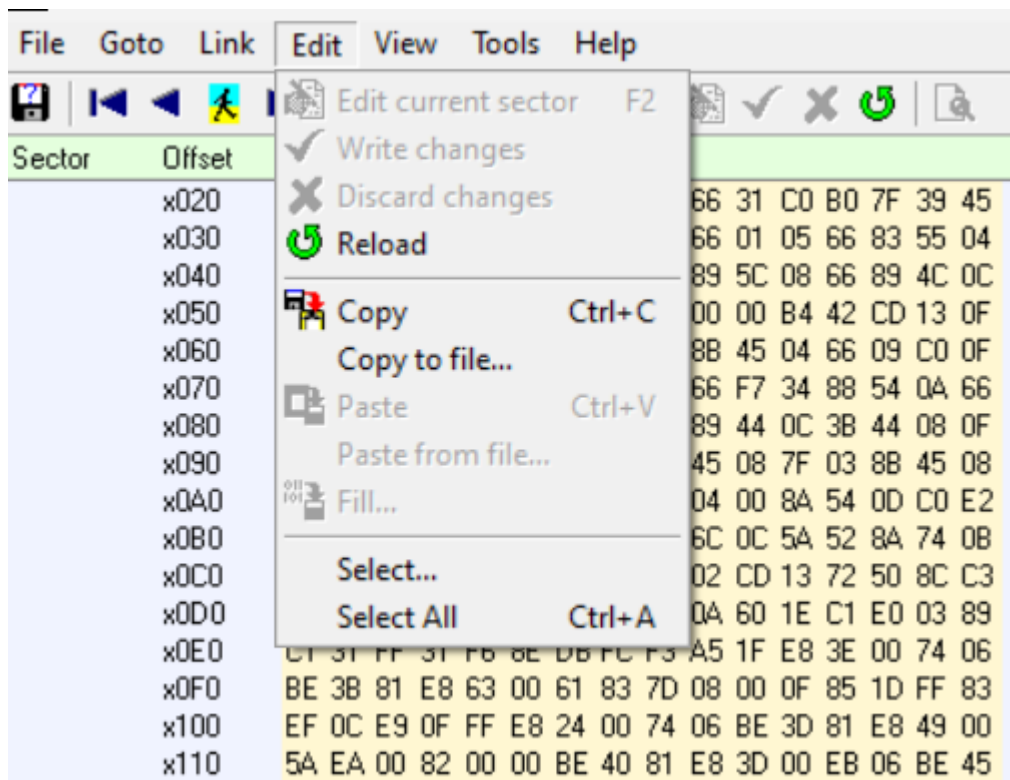 File Goto Link Edit View Tools Help
Edit current sector F2
Write changes
Sector Offset
Discard changes
x020 66 31 C0 B0 7F 39 45
Reload
x030 66 01 05 66 83 55 04
x040 89 5C 08 66 89 4C 0C
Copy Ctrl+C
x050 00 00 B4 42 CD 13 0F
Copy to file...
x060 8B 45 04 66 09 C0 0F
Paste Ctrl+V
x070 66 F7 34 88 54 0A 66
x080 89 44 0C 3B 44 08 0F
Paste from file...
x090 45 08 7F 03 8B 45 08
Fill...
x0A0 04 00 8A 54 0D C0 E2
x0B0 6C 0C 5A 52 8A 74 0B
Select...
x0C0 02 CD 13 72 50 8C C3
Select All Ctrl+A
x0D0 0A 60 1E C1 E0 03 89
x0E0 C1 31 FF 31 F6 8E DB FC F3 A5 1F E8 3E 00 74 06
x0F0 BE 3B 81 E8 63 00 61 83 7D 08 00 0F 85 1D FF 83
x100 EF 0C E9 0F FF E8 24 00 74 06 BE 3D 81 E8 49 00
x110 5A EA 00 82 00 00 BE 40 81 E8 3D 00 EB 06 BE 45